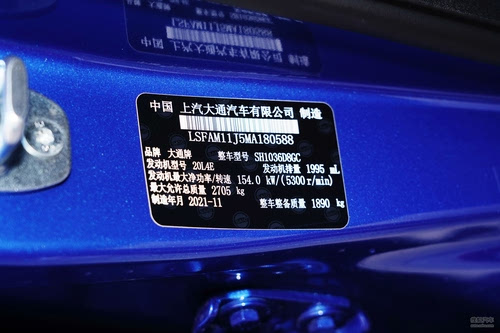 中国 上汽大通汽车有限公司 制造
LSFAM11J5MA180588
品牌 大通牌 整车型号 SH1036D8GC
发动机型号 20L4E 发动机排量 1995 mL
发动机最大净功率/转速 154.0 kW/(5300r/min)
最大允许总质量 2705 kg
制造年月 2021-11 整车整备质量 1890 kg